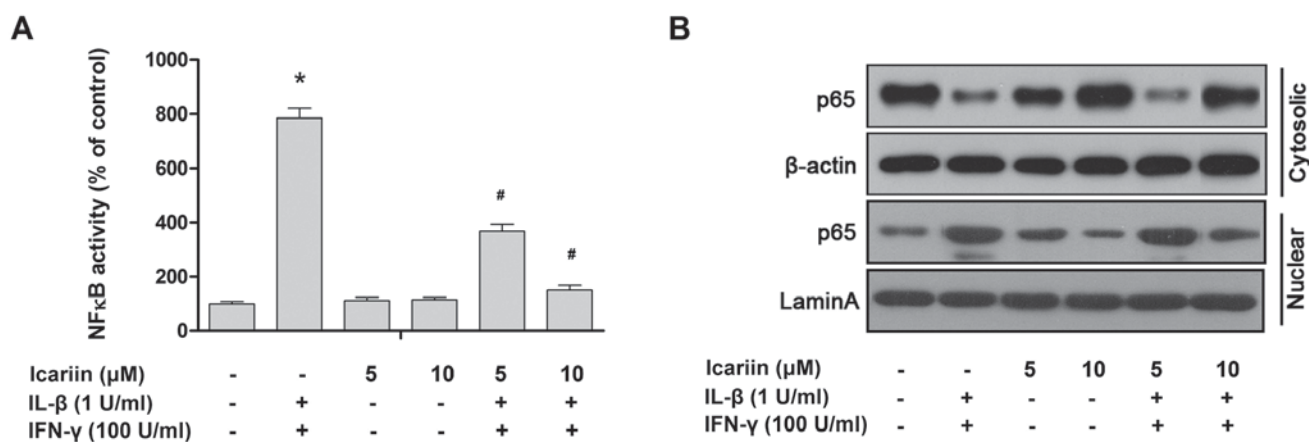 A
NFκB activity (% of control)
1000
800
600
400
200
0
*
#
#
Icariin (μM) - - 5 10 5 10
IL-β (1 U/ml) - + - - + +
IFN-γ (100 U/ml) - + - - + +
B
p65
β-actin
p65
LaminA
Cytosolic
Nuclear
Icariin (μM) - - 5 10 5 10
IL-β (1 U/ml) - + - - + +
IFN-γ (100 U/ml) - + - - + +